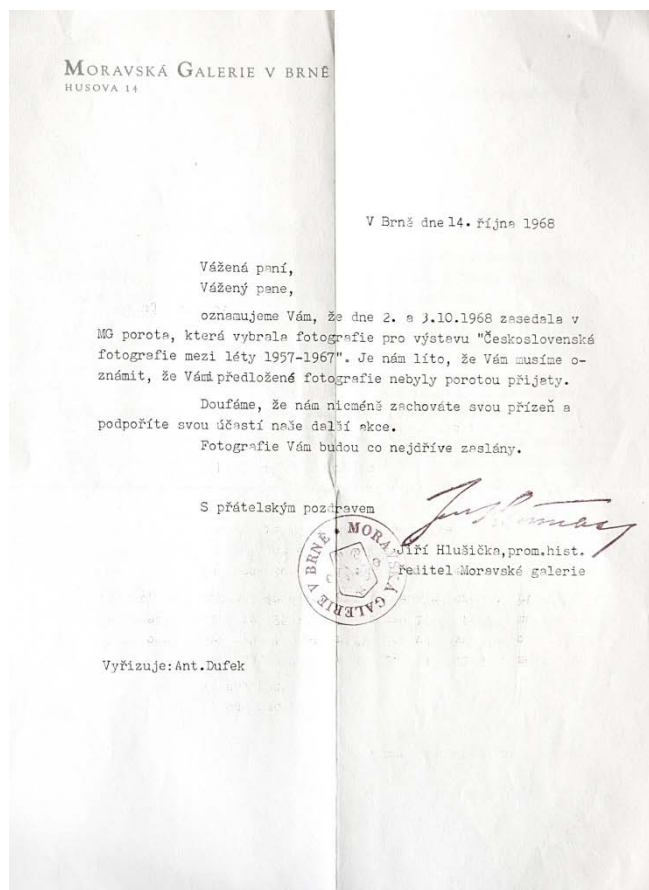 MORAVSKÁ GALERIE V BRNĚ
HUSOVA 14
V Brně dne 14. října 1968
Vážená paní,
Vážený pane,
oznamujeme Vám, že dne 2. a 3.10.1968 zasedala v
MG porota, která vybrala fotografie pro výstavu "Československá
fotografie mezi léty 1957-1967". Je nám líto, že Vám musíme o-
známit, že Vámi předložené fotografie nebyly porotou přijaty.
Doufáme, že nám nicméně zachováte svou přízeň a
podpoříte svou účastí naše další akce.
Fotografie Vám budou co nejdříve zaslány.
S přátelským pozdravem
MORAVSKÁ GALERIE V BRNĚ
Jiří Hlušička,prom.hist.
ředitel Moravské galerie
Vyřizuje:Ant.Dufek